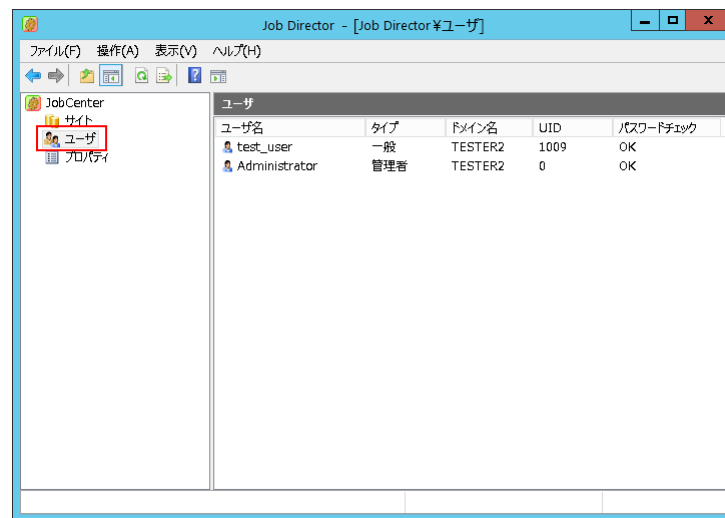 Job Director - [Job Director¥ユーザ]
ファイル(F) 操作(A) 表示(V) ヘルプ(H)
JobCenter
サイト
ユーザ
プロパティ
ユーザ
ユーザ名 タイプ ドメイン名 UID パスワードチェック
test_user 一般 TESTER2 1009 OK
Administrator 管理者 TESTER2 0 OK